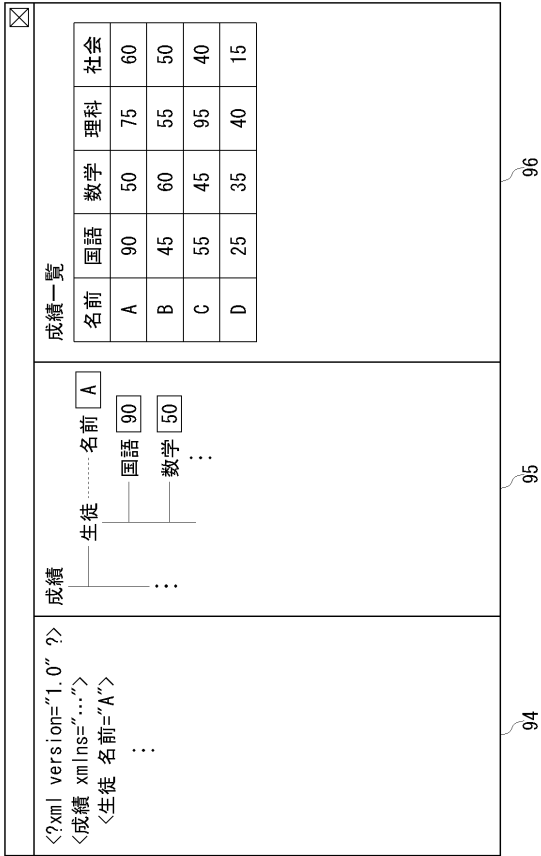 <?xml version="1.0" ?>
<成績 xmlns="...">
<生徒 名前="A">
⋮
94
成績
生徒 名前 A
国語 90
数学 50
⋮
⋮
95
成績一覧
名前 国語 数学 理科 社会
A 90 50 75 60
B 45 60 55 50
C 55 45 95 40
D 25 35 40 15
96